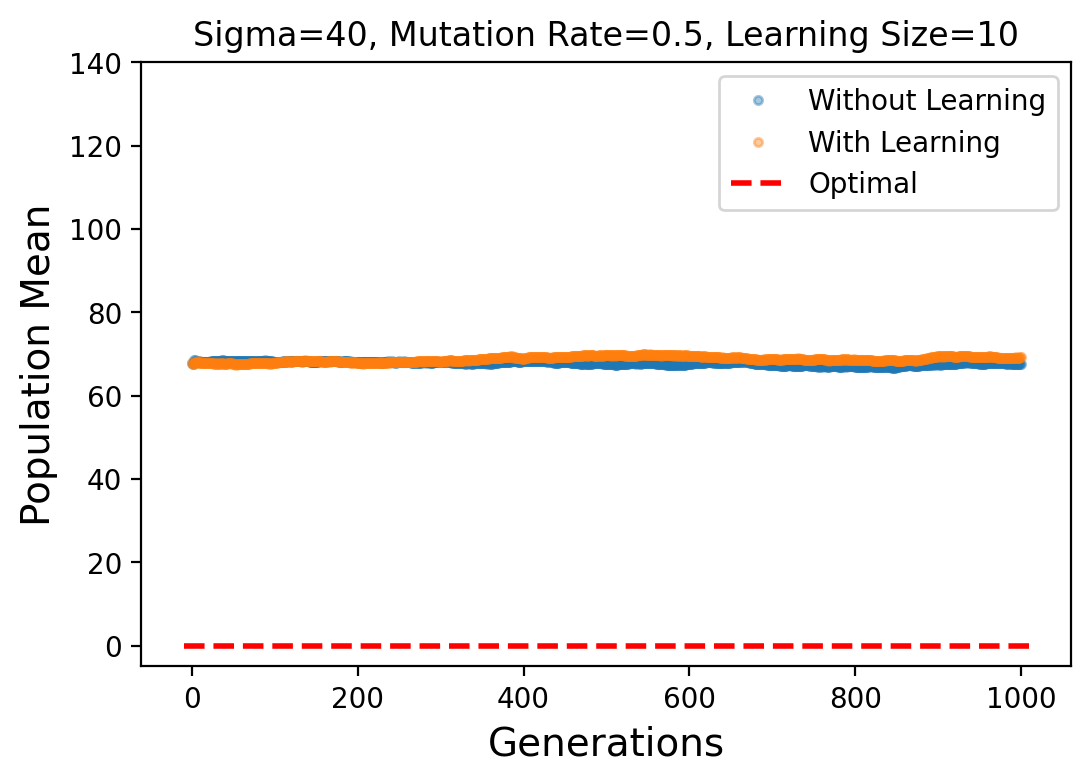 Sigma=40, Mutation Rate=0.5, Learning Size=10
140
120
100
80
60
40
20
0
Population Mean
Without Learning
With Learning
Optimal
0 200 400 600 800 1000
Generations